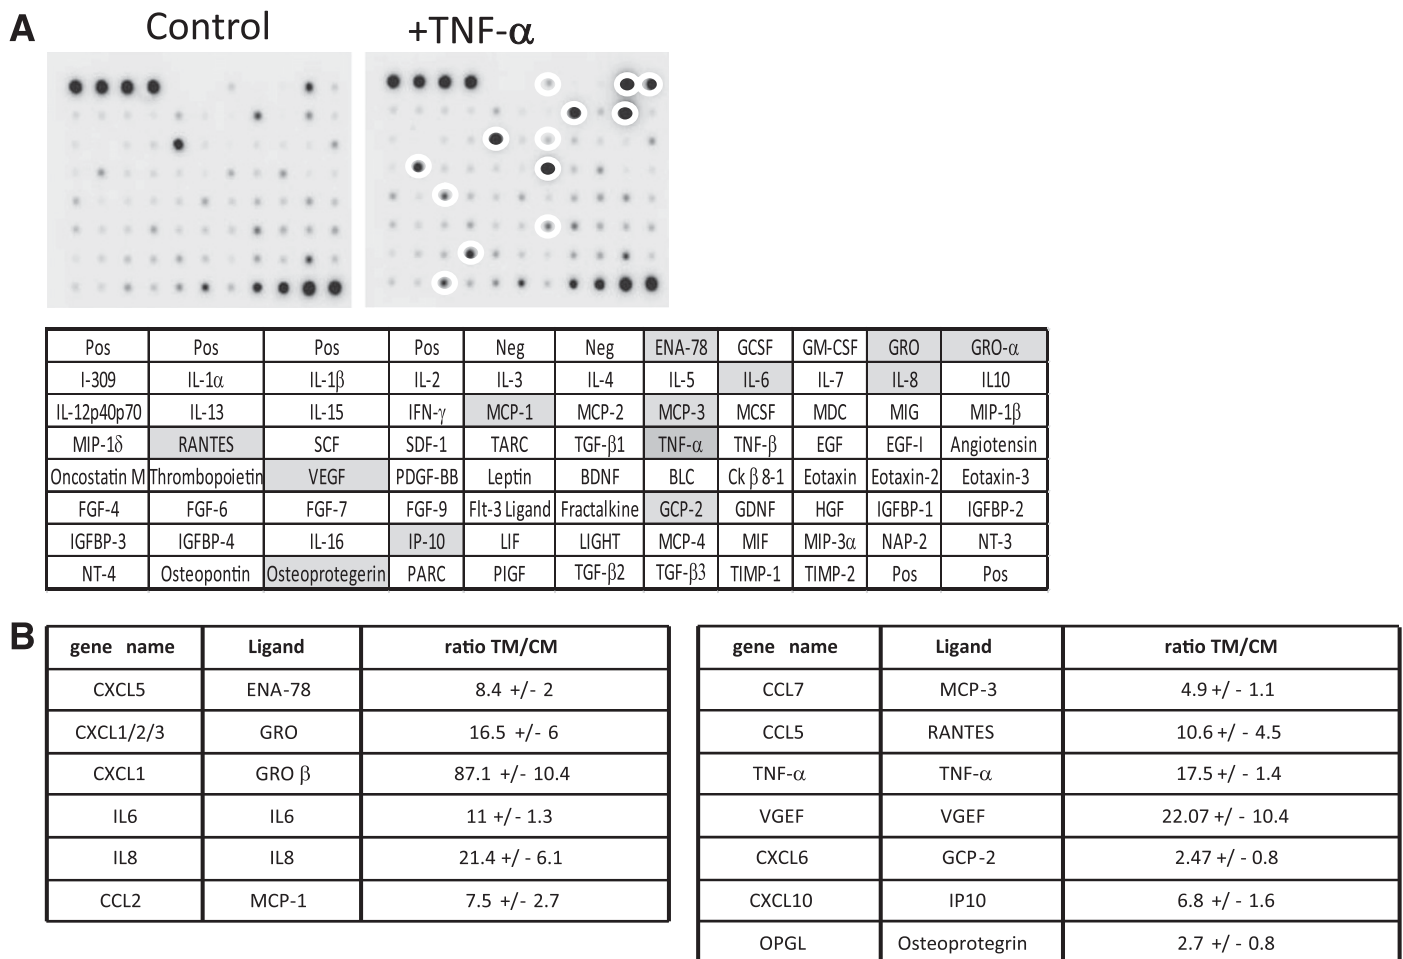 A
Control
+TNF-α
Pos Pos Pos Pos Neg Neg ENA-78 GCSF GM-CSF GRO GRO-α
I-309 IL-1α IL-1β IL-2 IL-3 IL-4 IL-5 IL-6 IL-7 IL-8 IL10
IL-12p40p70 IL-13 IL-15 IFN-γ MCP-1 MCP-2 MCP-3 MCSF MDC MIG MIP-1β
MIP-1δ RANTES SCF SDF-1 TARC TGF-β1 TNF-α TNF-β EGF EGF-I Angiotensin
Oncostatin M Thrombopoietin VEGF PDGF-BB Leptin BDNF BLC Ck β 8-1 Eotaxin Eotaxin-2 Eotaxin-3
FGF-4 FGF-6 FGF-7 FGF-9 Flt-3 Ligand Fractalkine GCP-2 GDNF HGF IGFBP-1 IGFBP-2
IGFBP-3 IGFBP-4 IL-16 IP-10 LIF LIGHT MCP-4 MIF MIP-3α NAP-2 NT-3
NT-4 Osteopontin Osteoprotegerin PARC PIGF TGF-β2 TGF-β3 TIMP-1 TIMP-2 Pos Pos
B
gene name Ligand ratio TM/CM
CXCL5 ENA-78 8.4 +/- 2
CXCL1/2/3 GRO 16.5 +/- 6
CXCL1 GRO β 87.1 +/- 10.4
IL6 IL6 11 +/- 1.3
IL8 IL8 21.4 +/- 6.1
CCL2 MCP-1 7.5 +/- 2.7
gene name Ligand ratio TM/CM
CCL7 MCP-3 4.9 +/- 1.1
CCL5 RANTES 10.6 +/- 4.5
TNF-α TNF-α 17.5 +/- 1.4
VGEF VGEF 22.07 +/- 10.4
CXCL6 GCP-2 2.47 +/- 0.8
CXCL10 IP10 6.8 +/- 1.6
OPGL Osteoprotegrin 2.7 +/- 0.8